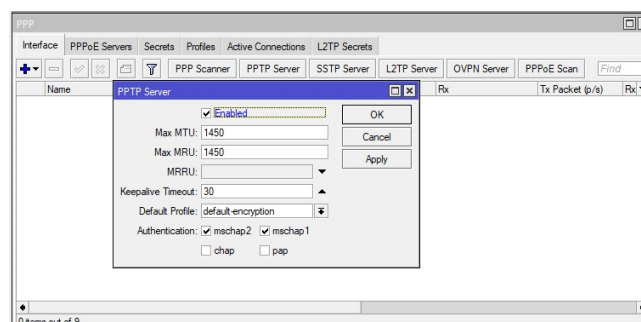 PPP
Interface PPPoE Servers Secrets Profiles Active Connections L2TP Secrets
PPP Scanner PPTP Server SSTP Server L2TP Server OVPN Server PPPoE Scan Find
Name Rx Tx Packet (p/s) Rx
PPTP Server
Enabled OK
Max MTU: 1450 Cancel
Max MRU: 1450 Apply
MRRU:
Keepalive Timeout: 30
Default Profile: default-encryption
Authentication: mschap2 mschap1
chap pap
0 items out of 9